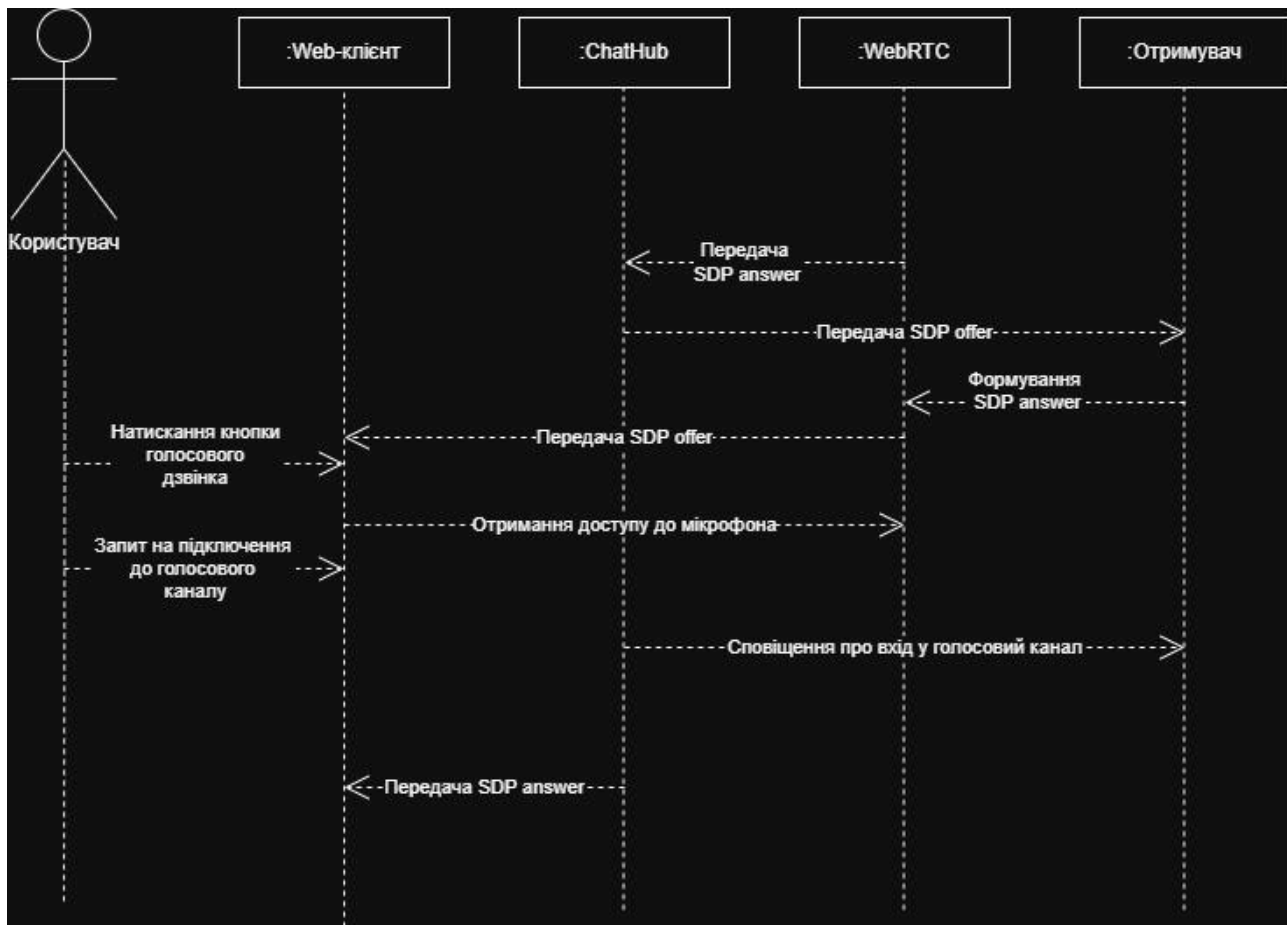 :Web-клієнт
:ChatHub
:WebRTC
:Отримувач
Користувач
Передача
SDP answer
Передача SDP offer
Формування
SDP answer
Натискання кнопки
голосового
дзвінка
Передача SDP offer
Отримання доступу до мікрофона
Запит на підключення
до голосового
каналу
Сповіщення про вхід у голосовий канал
Передача SDP answer